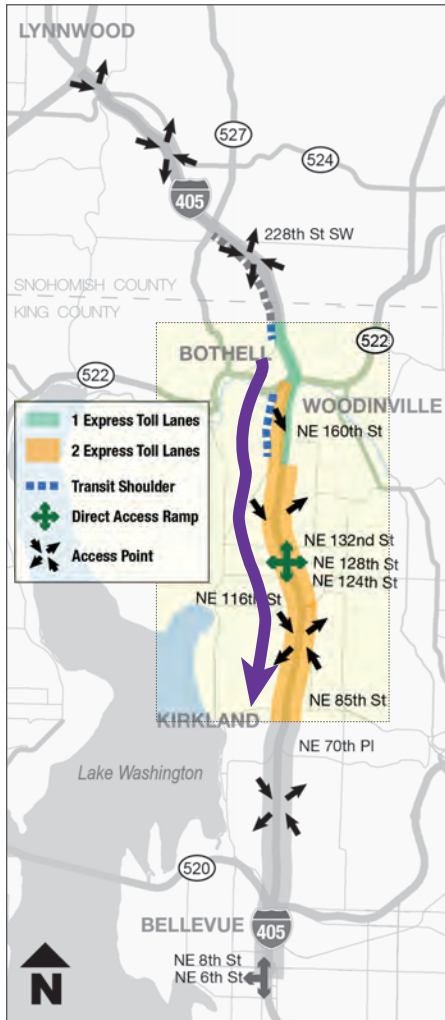 LYNNWOOD
527
524
405
228th St SW
SNOHOMISH COUNTY
KING COUNTY
522
BOTHELL
522
WOODINVILLE
1 Express Toll Lanes
2 Express Toll Lanes
Transit Shoulder
Direct Access Ramp
Access Point
NE 160th St
NE 132nd St
NE 128th St
NE 124th St
NE 116th St
NE 85th St
KIRKLAND
NE 70th Pl
Lake Washington
520
BELLEVUE
405
NE 8th St
NE 6th St
N